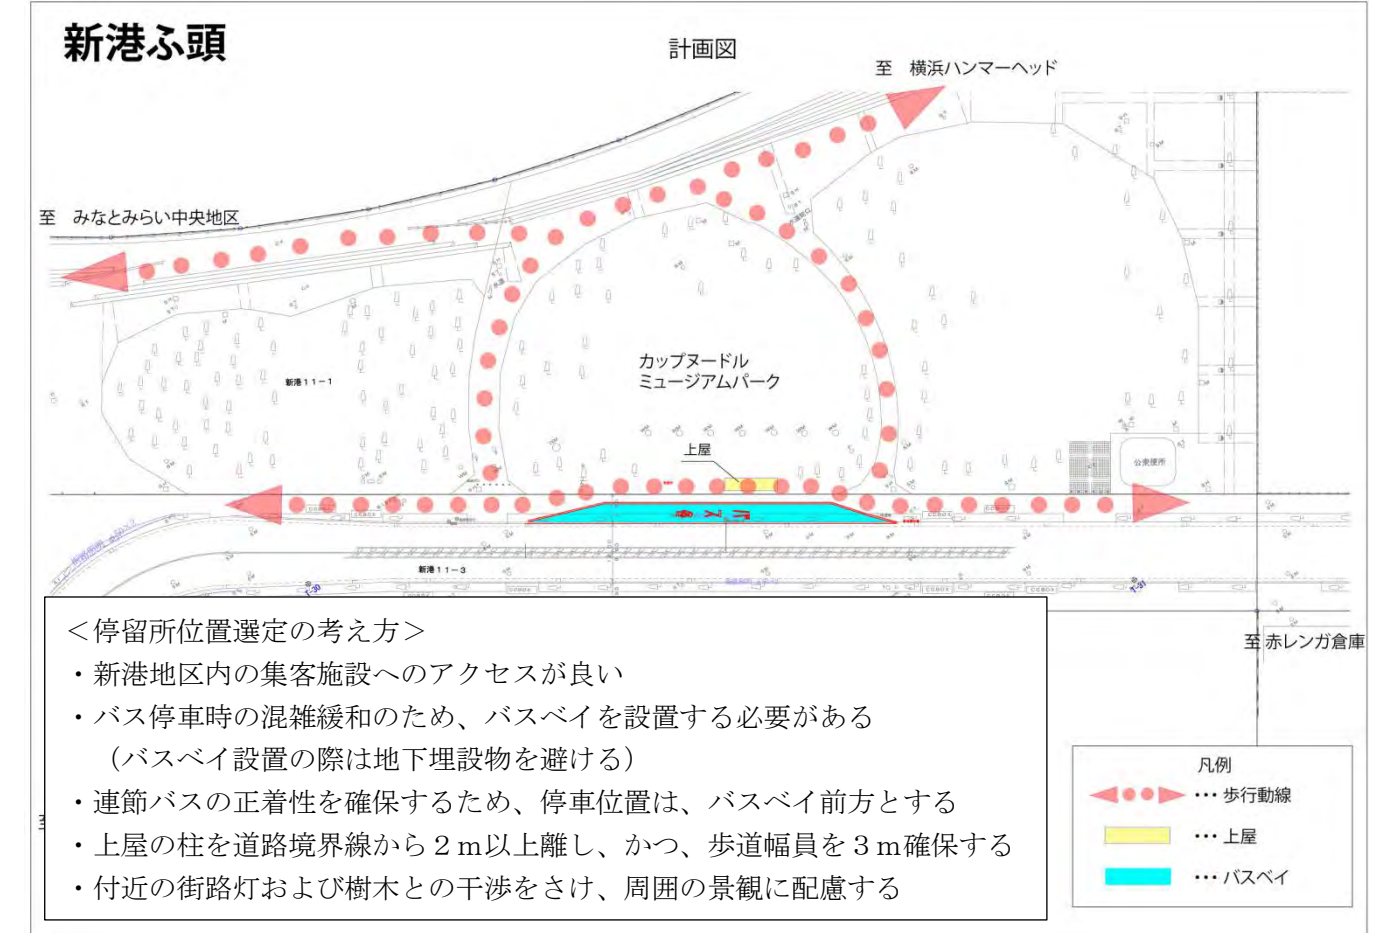 新港ふ頭
計画図
至 横浜ハンマーヘッド
至 みなとみらい中央地区
カップヌードル
ミュージアムパーク
新港11-1
上屋
公衆便所
新港11-3
T-30
T-31
至 赤レンガ倉庫
＜停留所位置選定の考え方＞
・新港地区内の集客施設へのアクセスが良い
・バス停車時の混雑緩和のため、バスベイを設置する必要がある
（バスベイ設置の際は地下埋設物を避ける）
・連節バスの正着性を確保するため、停車位置は、バスベイ前方とする
・上屋の柱を道路境界線から２ｍ以上離し、かつ、歩道幅員を３ｍ確保する
・付近の街路灯および樹木との干渉をさけ、周囲の景観に配慮する
凡例
… 歩行動線
… 上屋
… バスベイ